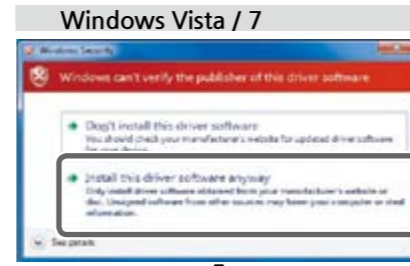 Windows Vista / 7
Windows Security
Windows can't verify the publisher of this driver software
Don't install this driver software
You should check your manufacturer's website for updated driver software
for your device.
Install this driver software anyway
Only install driver software obtained from your manufacturer's website or
disc. Unsigned software from other sources may harm your computer or steal
information.
See details